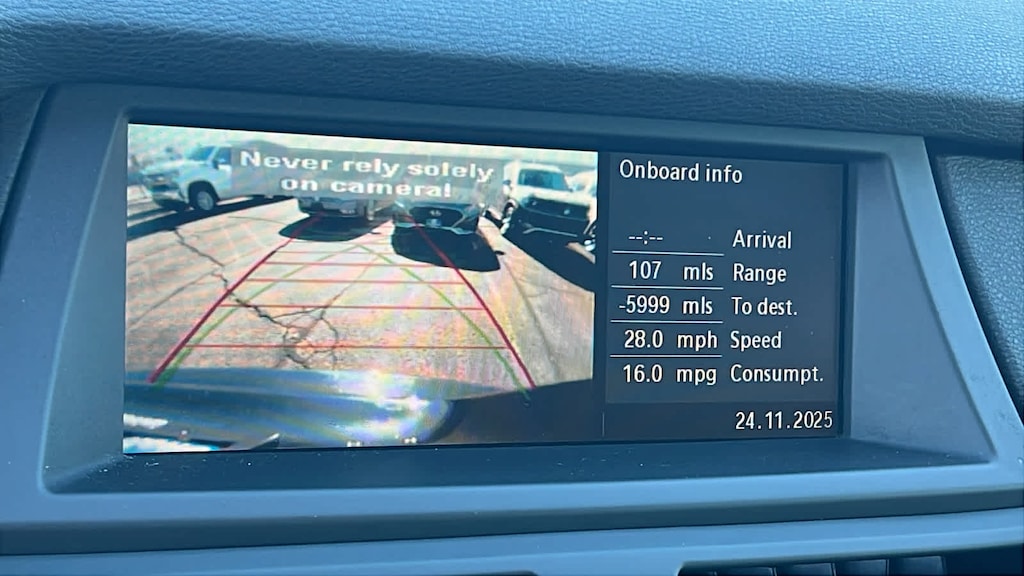 Never rely solely
on camera!
Onboard info
--:-- Arrival
107 mls Range
-5999 mls To dest.
28.0 mph Speed
16.0 mpg Consumpt.
24.11.2025